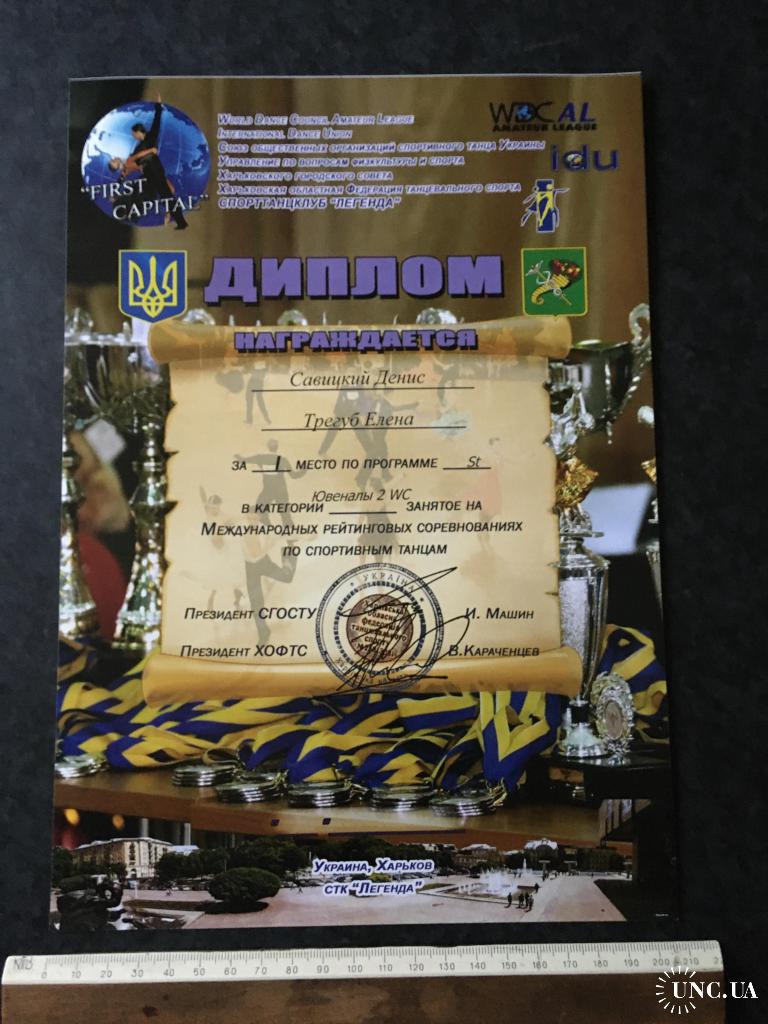 World Dance Council Amateur League
International Dance Union
Союз общественных организаций спортивного танца Украины
Управление по вопросам физкультуры и спорта
Харьковского городского совета
Харьковская областная Федерация танцевального спорта
СПОРТТАНЦКЛУБ "ЛЕГЕНДА"
"FIRST CAPITAL"
WDCAL
AMATEUR LEAGUE
idu
ДИПЛОМ
НАГРАЖДАЕТСЯ
Савицкий Денис
Трегуб Елена
за I место по программе St
Ювеналы 2 WC
в категории занятое на
Международных рейтинговых соревнованиях
по спортивным танцам
Президент СГОСТУ И. Машин
Президент ХОФТС В.Караченцев
УКРАЇНА
Украина, Харьков
СТК "Легенда"
0 10 20 30 40 50 60 70 80 90 100 110 120 130 140 150 160 170 180 190 200 210
UNC.UA